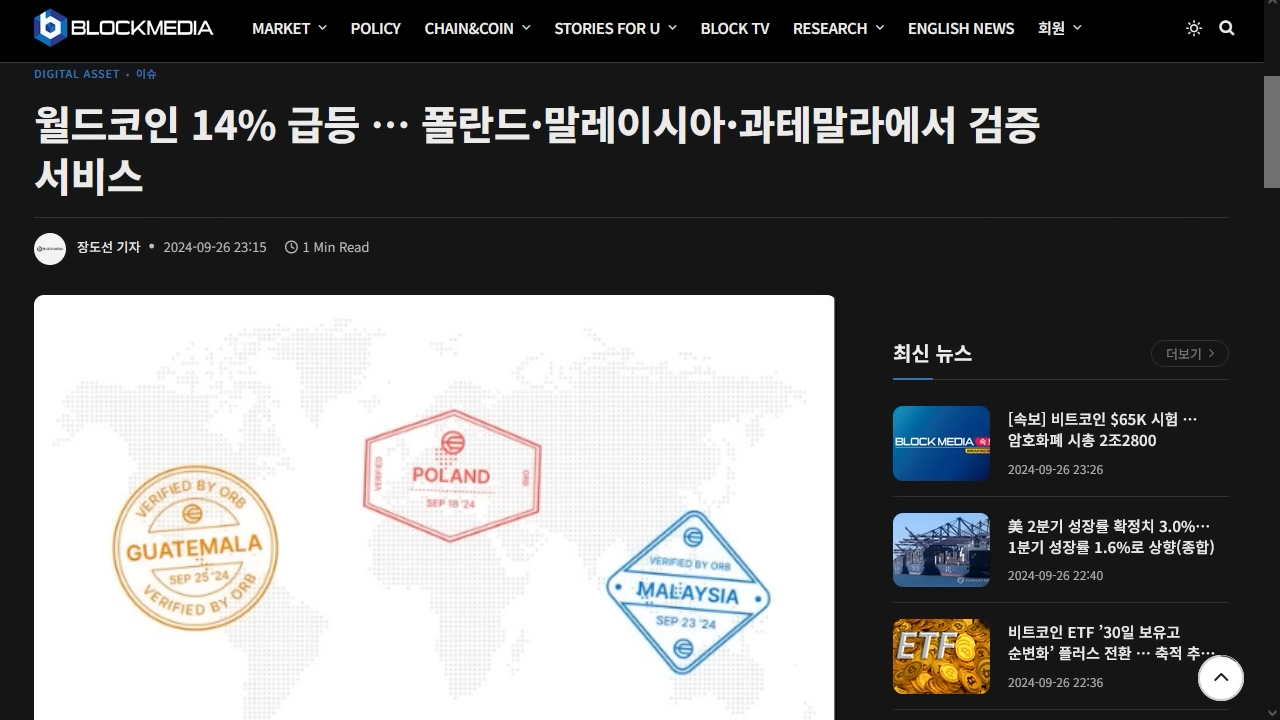 BLOCKMEDIA
MARKET
POLICY
CHAIN&COIN
STORIES FOR U
BLOCK TV
RESEARCH
ENGLISH NEWS
회원
DIGITAL ASSET • 이슈
월드코인 14% 급등 … 폴란드·말레이시아·과테말라에서 검증
서비스
장도선 기자 • 2024-09-26 23:15 1 Min Read
VERIFIED BY ORB
GUATEMALA
SEP 25 '24
VERIFIED BY ORB
VERIFIED
POLAND
ORB
SEP 18 '24
VERIFIED BY ORB
MALAYSIA
SEP 23 '24
최신 뉴스
더보기
BLOCK MEDIA
[속보] 비트코인 $65K 시험 …
암호화폐 시총 2조2800
2024-09-26 23:26
美 2분기 성장률 확정치 3.0%…
1분기 성장률 1.6%로 상향(종합)
2024-09-26 22:40
ETF
비트코인 ETF ’30일 보유고
순변화’ 플러스 전환 … 축적 추…
2024-09-26 22:36